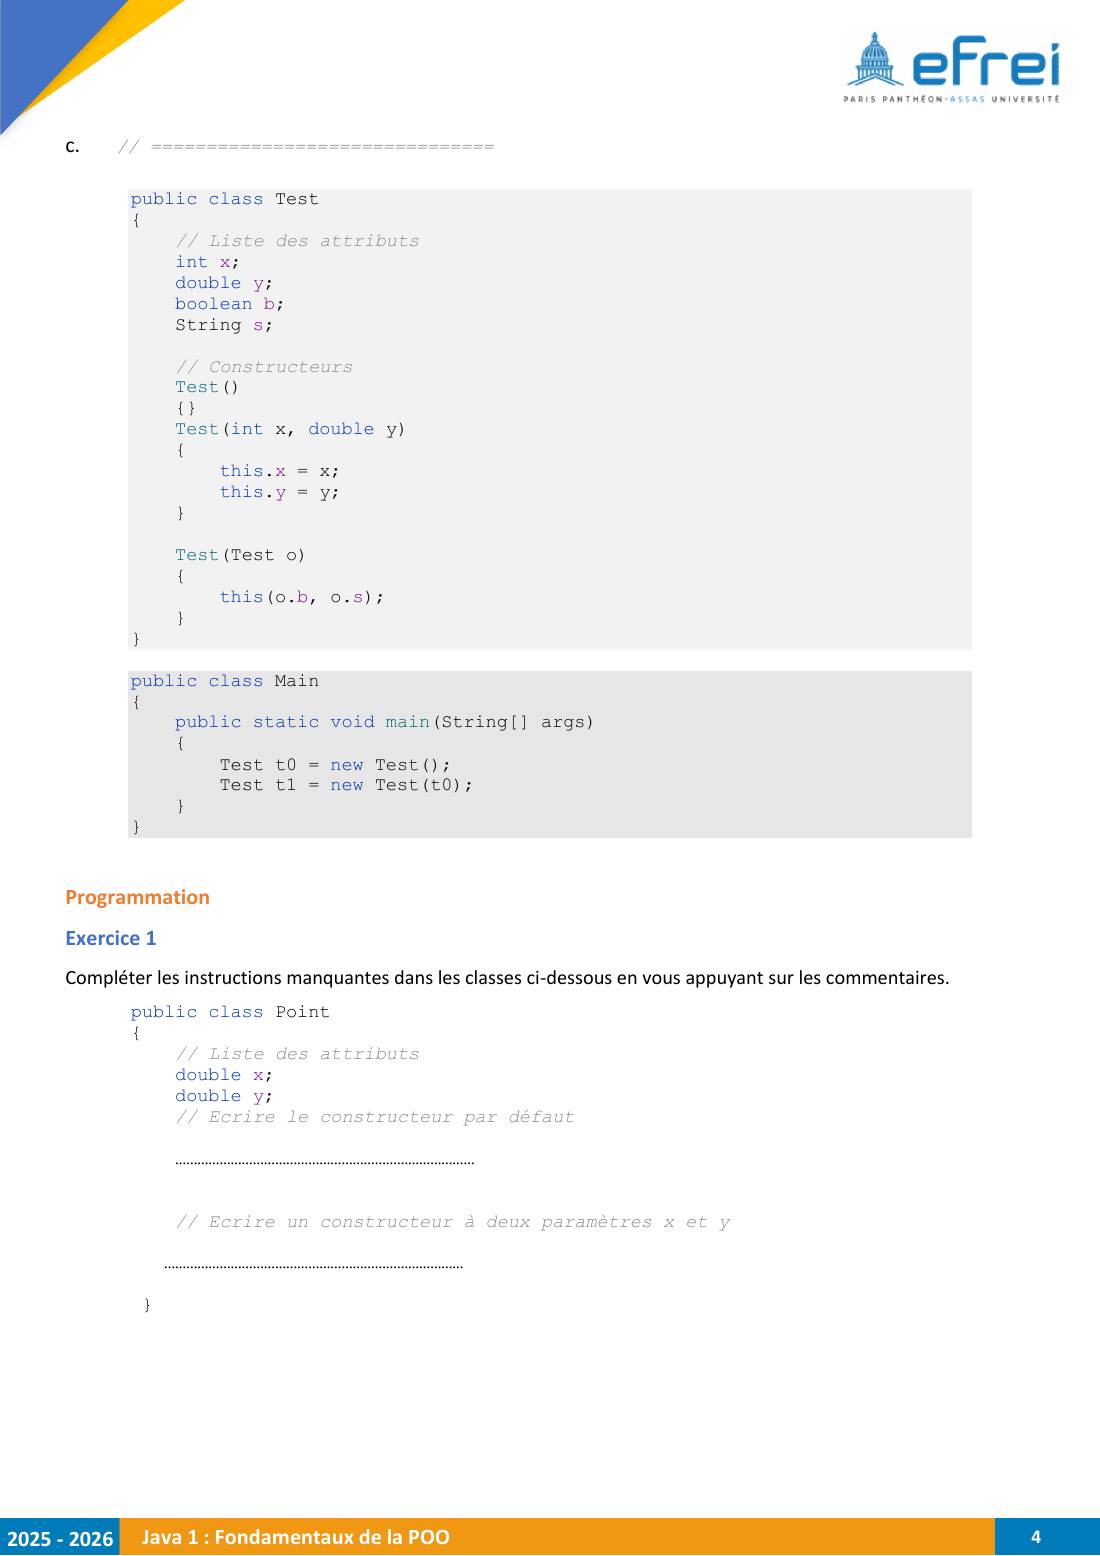 efrei
PARIS PANTHÉON-ASSAS UNIVERSITÉ
c. // ===============================
public class Test
{
    // Liste des attributs
    int x;
    double y;
    boolean b;
    String s;

    // Constructeurs
    Test()
    {}
    Test(int x, double y)
    {
        this.x = x;
        this.y = y;
    }

    Test(Test o)
    {
        this(o.b, o.s);
    }
}

public class Main
{
    public static void main(String[] args)
    {
        Test t0 = new Test();
        Test t1 = new Test(t0);
    }
}

Programmation
Exercice 1
Compléter les instructions manquantes dans les classes ci-dessous en vous appuyant sur les commentaires.
public class Point
{
    // Liste des attributs
    double x;
    double y;
    // Ecrire le constructeur par défaut

    ................................................................................

    // Ecrire un constructeur à deux paramètres x et y

    ................................................................................

}
2025 - 2026 Java 1 : Fondamentaux de la POO 4